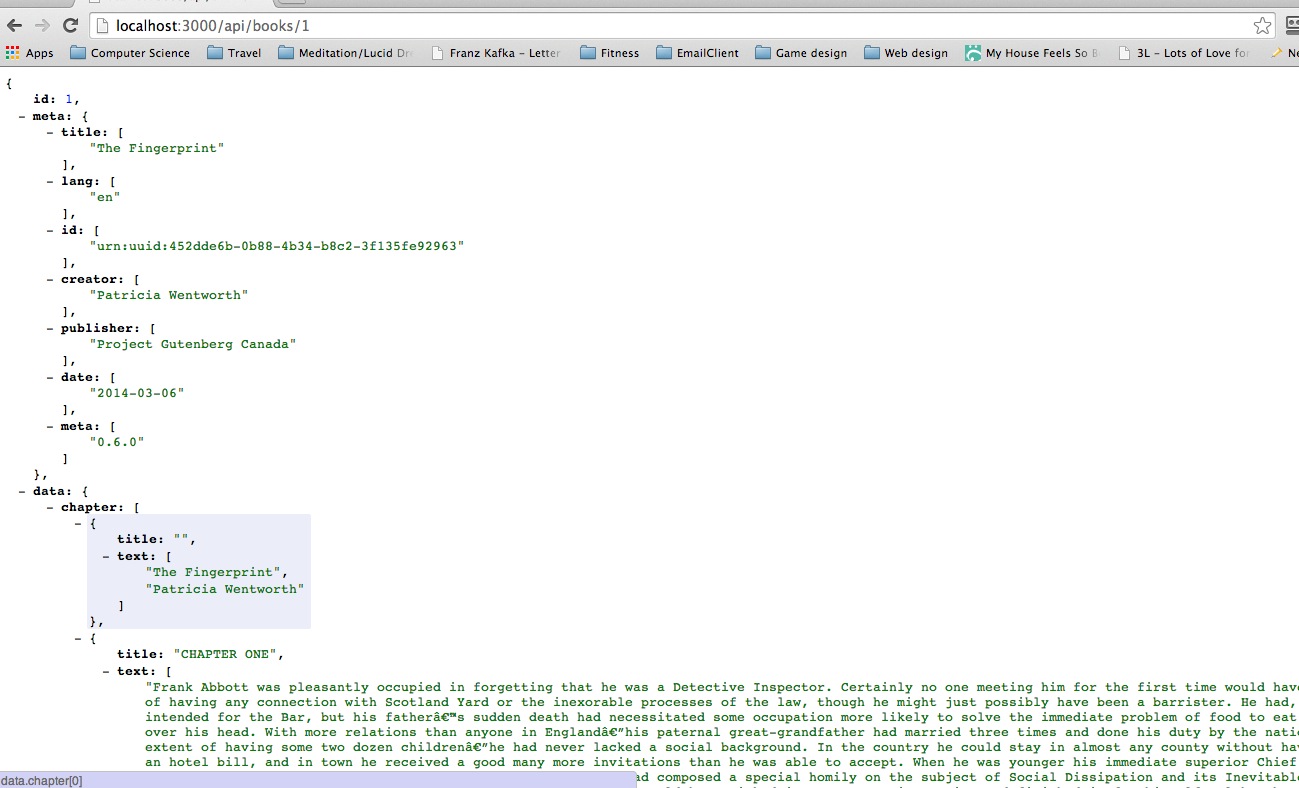 localhost:3000/api/books/1
Apps Computer Science Travel Meditation/Lucid Dr Franz Kafka - Letter Fitness EmailClient Game design Web design My House Feels So 3L - Lots of Love for
{
id: 1,
- meta: {
- title: [
"The Fingerprint"
],
- lang: [
"en"
],
- id: [
"urn:uuid:452dde6b-0b88-4b34-b8c2-3f135fe92963"
],
- creator: [
"Patricia Wentworth"
],
- publisher: [
"Project Gutenberg Canada"
],
- date: [
"2014-03-06"
],
- meta: [
"0.6.0"
]
},
- data: {
- chapter: [
- {
title: "",
- text: [
"The Fingerprint",
"Patricia Wentworth"
]
},
- {
title: "CHAPTER ONE",
- text: [
"Frank Abbott was pleasantly occupied in forgetting that he was a Detective Inspector. Certainly no one meeting him for the first time would have
of having any connection with Scotland Yard or the inexorable processes of the law, though he might just possibly have been a barrister. He had,
intended for the Bar, but his fatherâ€™s sudden death had necessitated some occupation more likely to solve the immediate problem of food to eat
over his head. With more relations than anyone in Englandâ€”his paternal great-grandfather had married three times and done his duty by the nati
extent of having some two dozen childrenâ€”he had never lacked a social background. In the country he could stay in almost any county without hav
an hotel bill, and in town he received a good many more invitations than he was able to accept. When he was younger his immediate superior Chief
data.chapter[0] ad composed a special homily on the subject of Social Dissipation and its Inevitabl